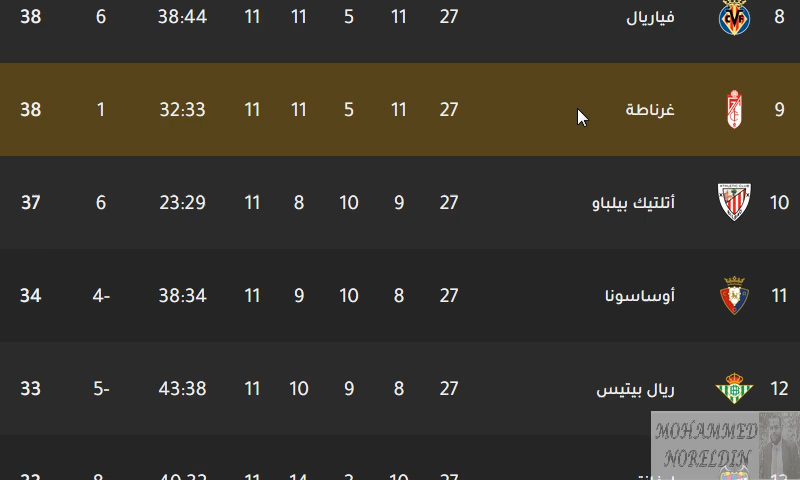 8 فياريال 27 11 5 11 11 38:44 6 38
9 غرناطة 27 11 5 11 11 32:33 1 38
10 أتلتيك بيلباو 27 9 10 8 11 23:29 6 37
11 أوساسونا 27 8 10 9 11 38:34 4- 34
12 ريال بيتيس 27 8 9 10 11 43:38 5- 33
MOHAMMED
NORELDIN